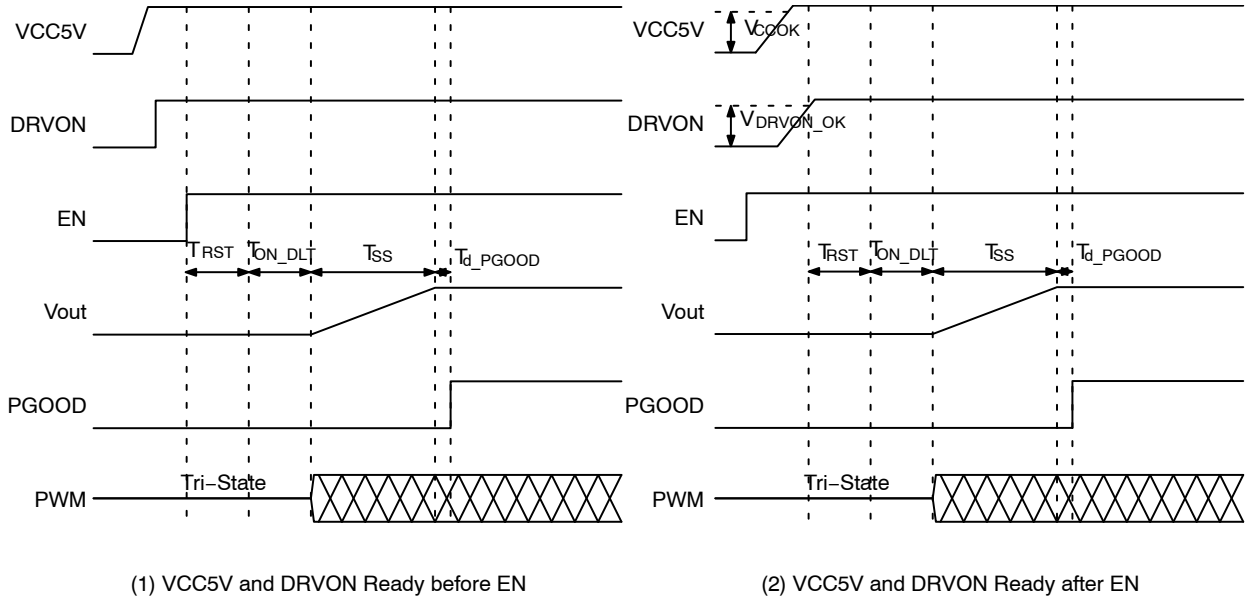 VCC5V
DRVON
EN
TRST TON_DLT TSS Td_PGOOD
Vout
PGOOD
PWM Tri−State
(1) VCC5V and DRVON Ready before EN
VCC5V VCCOK
DRVON VDRVON_OK
EN
TRST TON_DLT TSS Td_PGOOD
Vout
PGOOD
PWM Tri−State
(2) VCC5V and DRVON Ready after EN